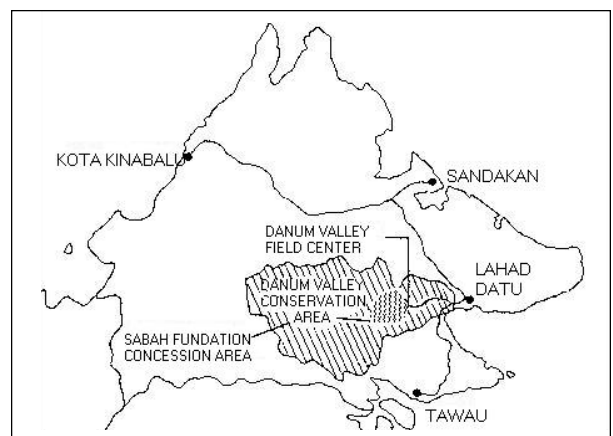 KOTA KINABALU
SANDAKAN
DANUM VALLEY
FIELD CENTER
LAHAD
DATU
DANUM VALLEY
CONSERVATION
AREA
SABAH FUNDATION
CONCESSION AREA
TAWAU